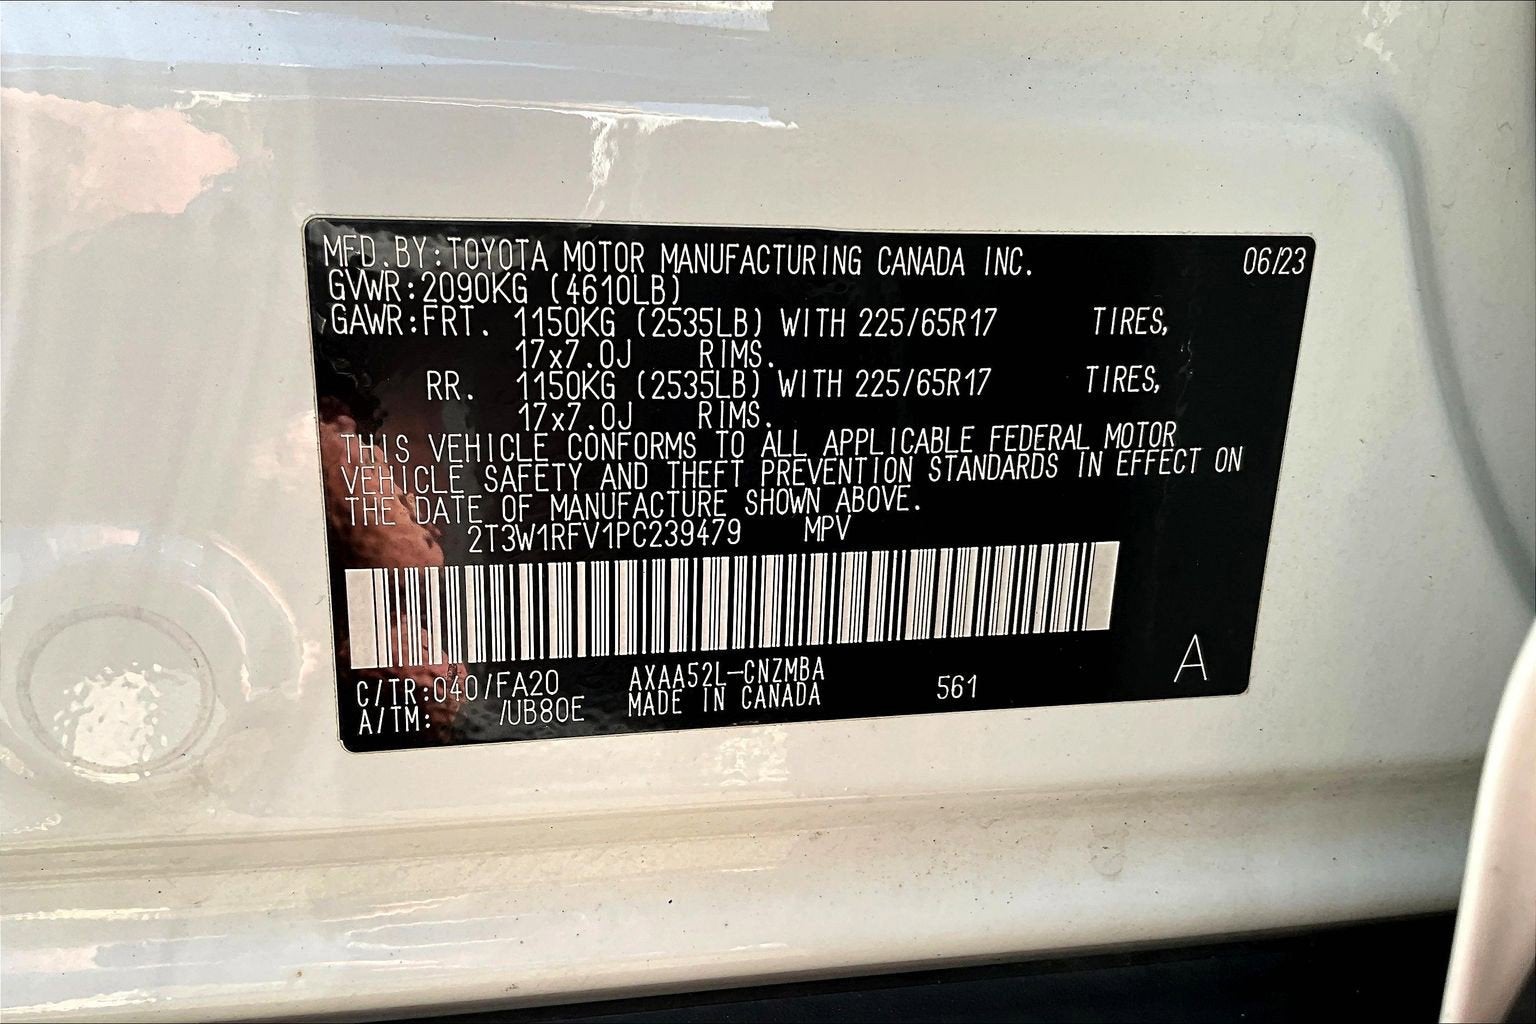 MFD.BY:TOYOTA MOTOR MANUFACTURING CANADA INC. 06/23
GVWR:2090KG (4610LB)
GAWR:FRT. 1150KG (2535LB) WITH 225/65R17 TIRES,
17x7.0J RIMS.
RR. 1150KG (2535LB) WITH 225/65R17 TIRES,
17x7.0J RIMS.
THIS VEHICLE CONFORMS TO ALL APPLICABLE FEDERAL MOTOR
VEHICLE SAFETY AND THEFT PREVENTION STANDARDS IN EFFECT ON
THE DATE OF MANUFACTURE SHOWN ABOVE.
2T3W1RFV1PC239479 MPV
C/TR:040/FA20 AXAA52L-CNZMBA 561 A
A/TM: /UB80E MADE IN CANADA